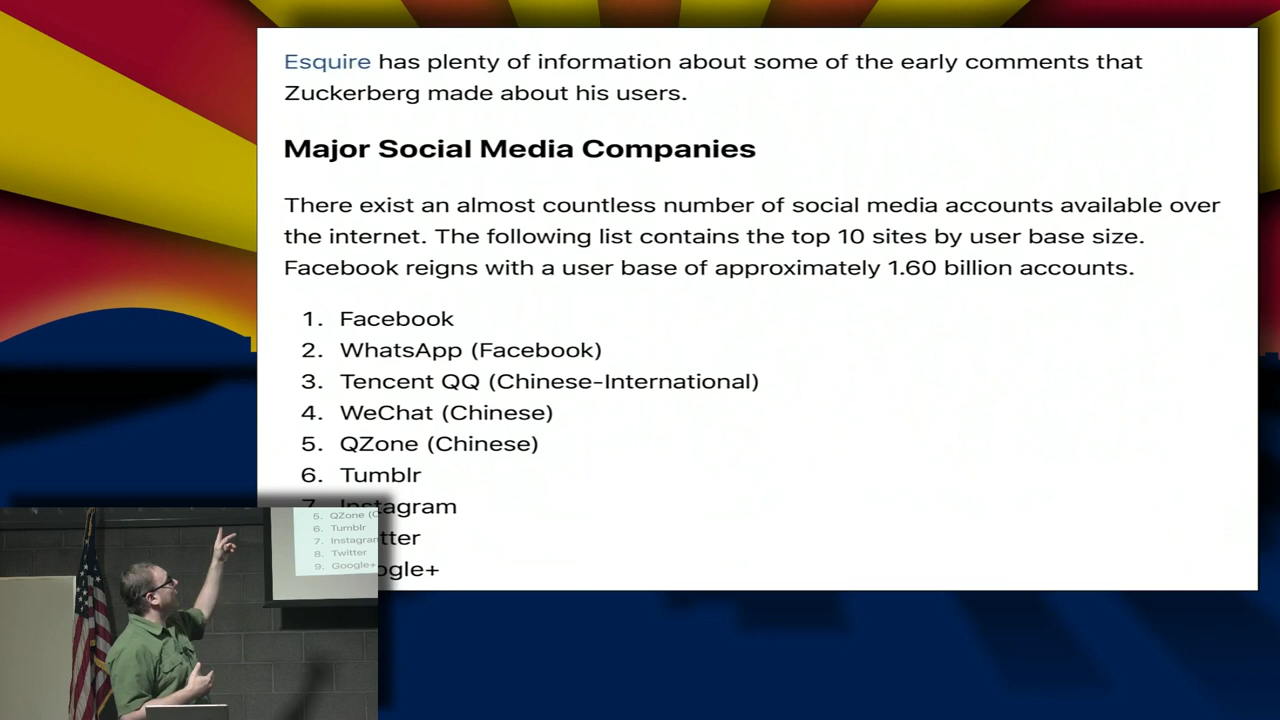 Esquire has plenty of information about some of the early comments that
Zuckerberg made about his users.
Major Social Media Companies
There exist an almost countless number of social media accounts available over
the internet. The following list contains the top 10 sites by user base size.
Facebook reigns with a user base of approximately 1.60 billion accounts.
1. Facebook
2. WhatsApp (Facebook)
3. Tencent QQ (Chinese-International)
4. WeChat (Chinese)
5. QZone (Chinese)
6. Tumblr
7. Instagram
tter
ogle+
5. QZone (C
6. Tumblr
7. Instagram
8. Twitter
9. Google+